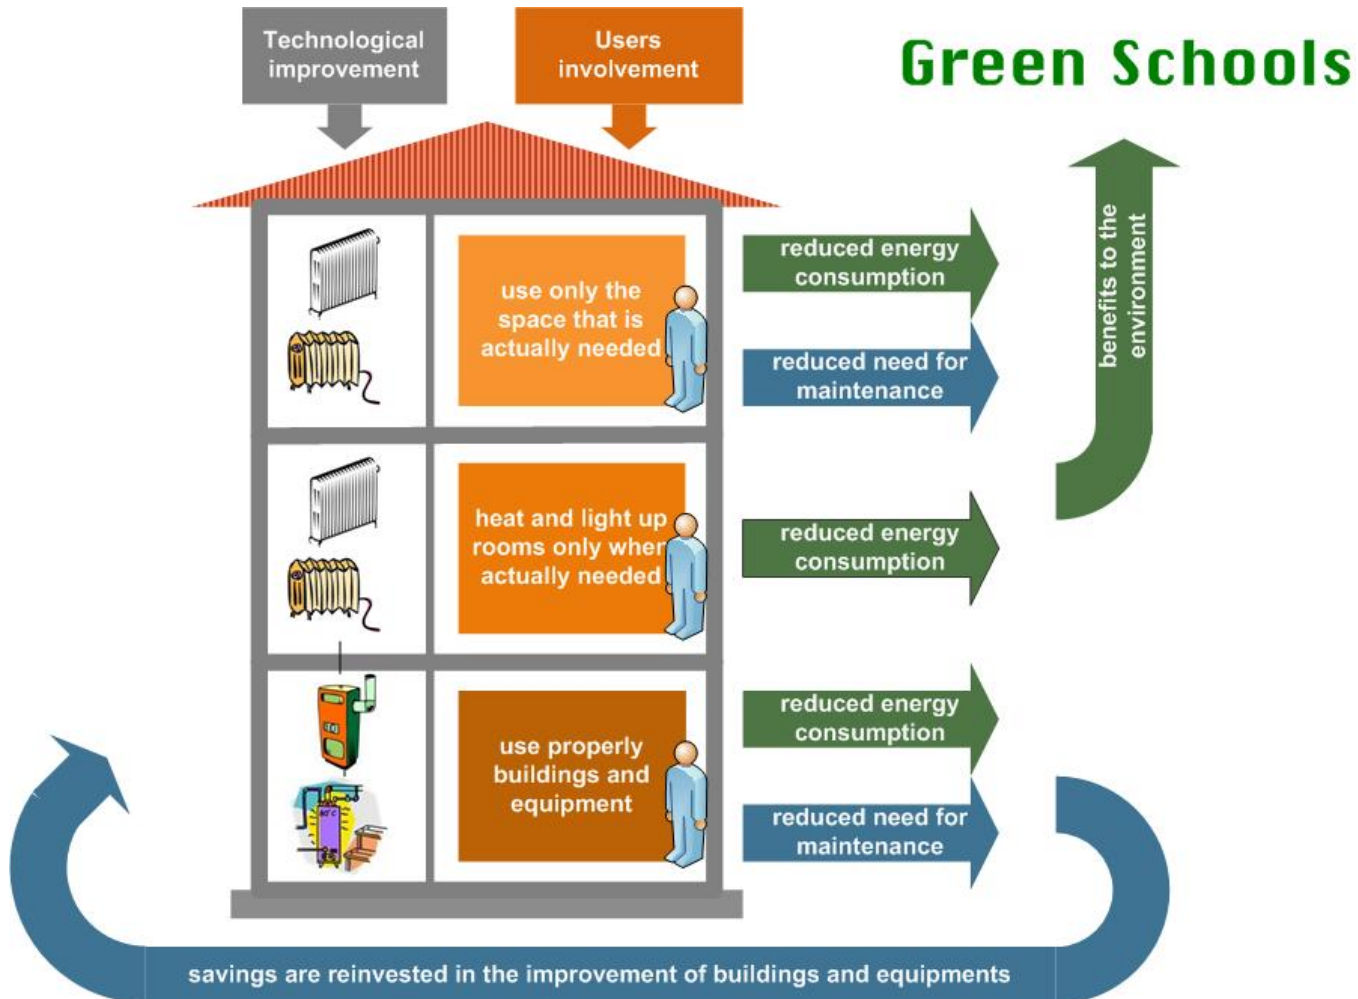 Technological
improvement
Users
involvement
Green Schools
use only the
space that is
actually needed
reduced energy
consumption
reduced need for
maintenance
benefits to the
environment
heat and light up
rooms only when
actually needed
reduced energy
consumption
use properly
buildings and
equipment
reduced energy
consumption
reduced need for
maintenance
savings are reinvested in the improvement of buildings and equipments